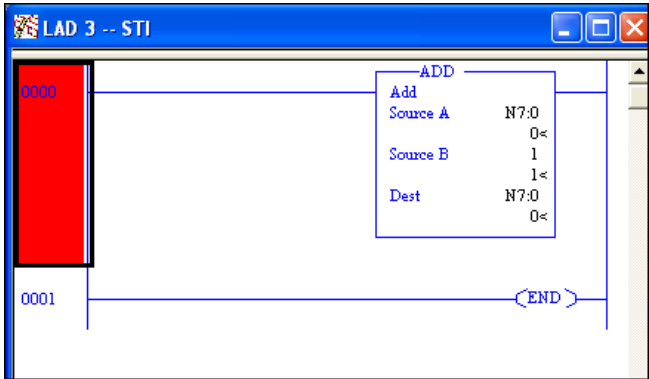 LAD 3 -- STI
ADD
0000
Add
Source A N7:0
0<
Source B 1
1<
Dest N7:0
0<
0001
END